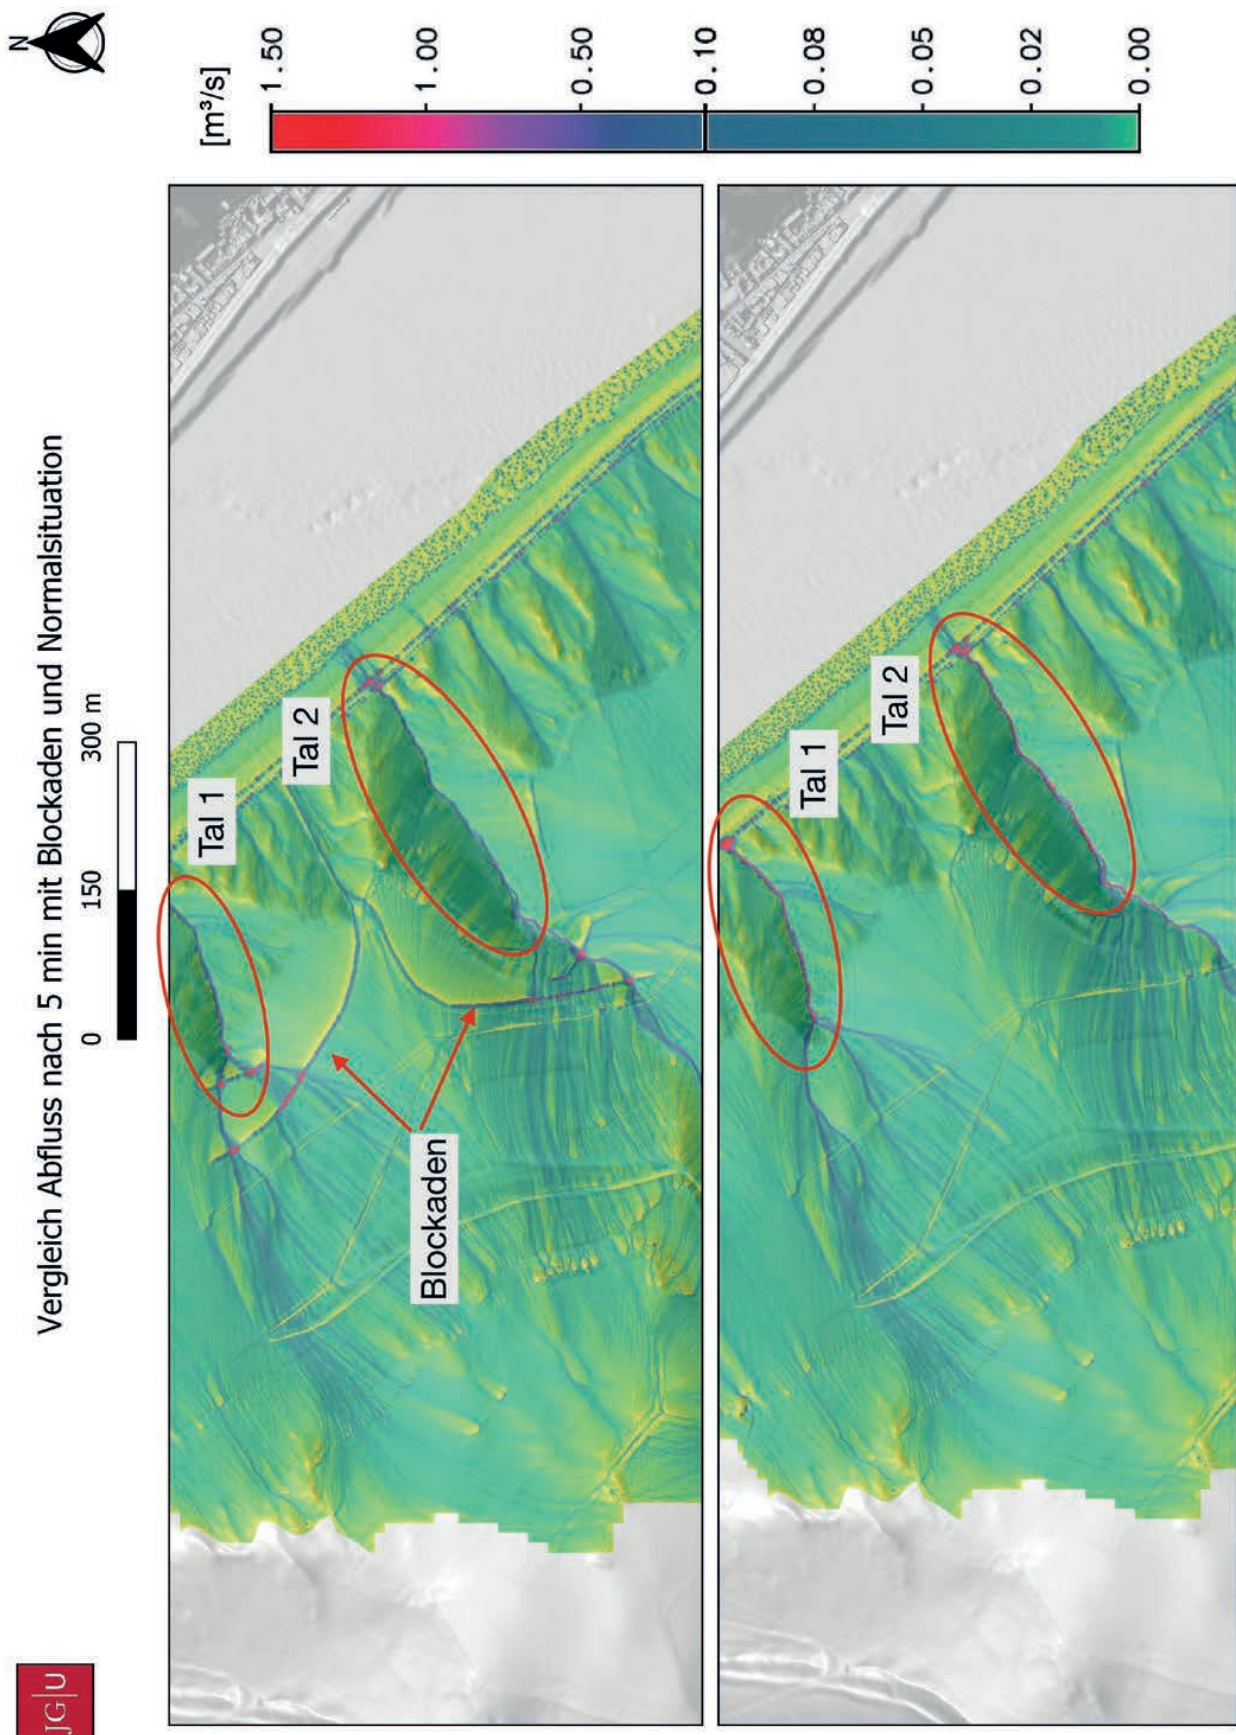 JG|U
Vergleich Abfluss nach 5 min mit Blockaden und Normalsituation
0 150 300 m
N
Blockaden
Tal 1
Tal 2
Tal 1
Tal 2
[m³/s]
1.50
1.00
0.50
0.10
0.08
0.05
0.02
0.00